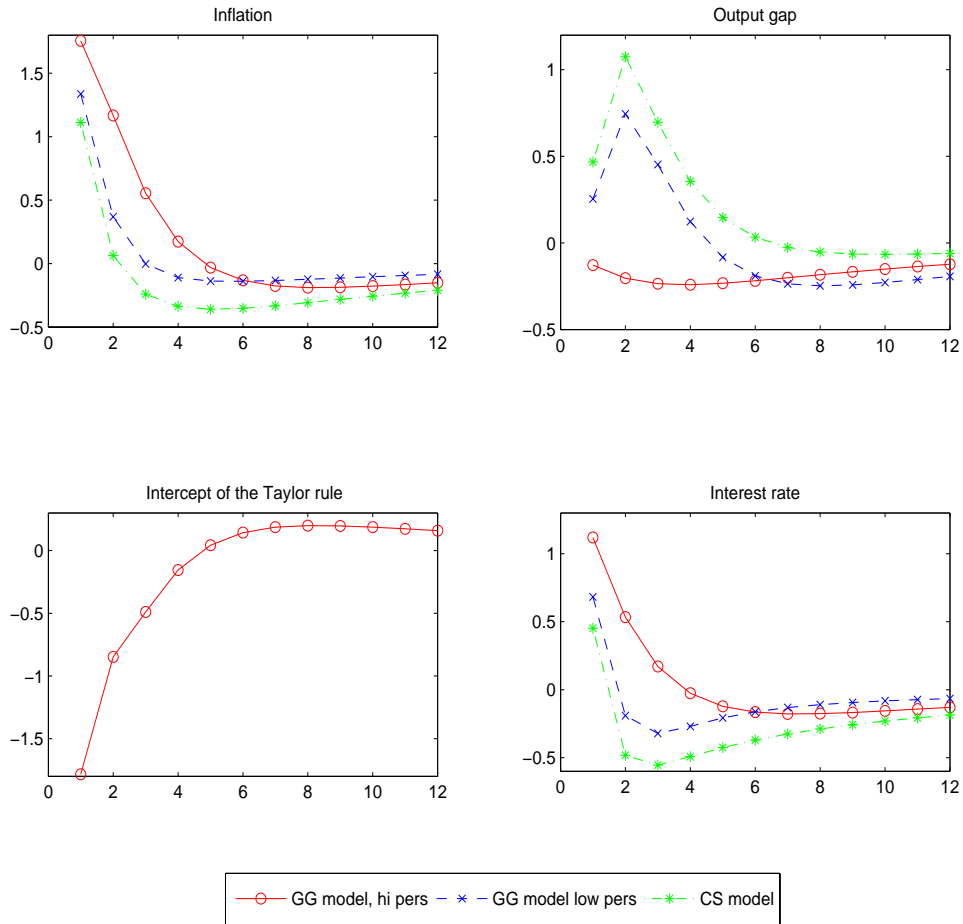 Inflation
Output gap
1.5
1
0.5
0
−0.5
0 2 4 6 8 10 12
1
0.5
0
−0.5
0 2 4 6 8 10 12
Intercept of the Taylor rule
Interest rate
0
−0.5
−1
−1.5
0 2 4 6 8 10 12
1
0.5
0
−0.5
0 2 4 6 8 10 12
GG model, hi pers GG model low pers CS model